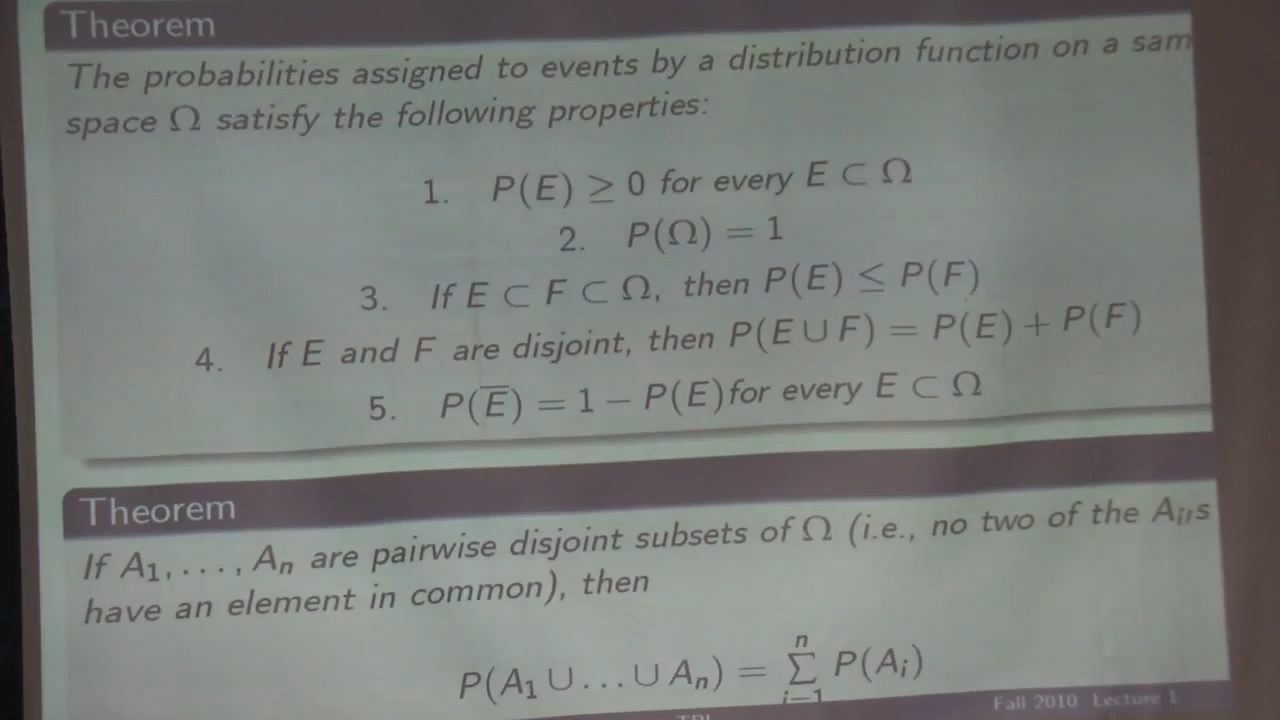 Theorem
The probabilities assigned to events by a distribution function on a sam
space Ω satisfy the following properties:
1. P(E) ≥ 0 for every E ⊂ Ω
2. P(Ω) = 1
3. If E ⊂ F ⊂ Ω, then P(E) ≤ P(F)
4. If E and F are disjoint, then P(E ∪ F) = P(E) + P(F)
5. P(E̅) = 1 − P(E) for every E ⊂ Ω
Theorem
If A₁, . . . , Aₙ are pairwise disjoint subsets of Ω (i.e., no two of the Aᵢ,s
have an element in common), then
P(A₁ ∪ . . . ∪ Aₙ) = ∑ⁿᵢ₌₁ P(Aᵢ)
Fall 2010 Lecture 1